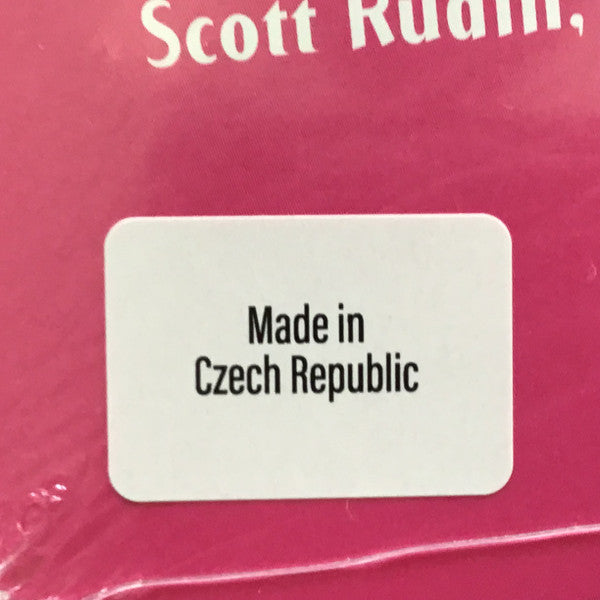 Scott Rudin,
Made in
Czech Republic